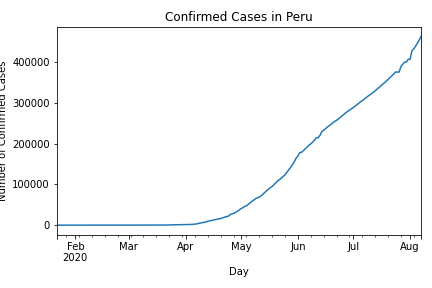 Confirmed Cases in Peru
400000
300000
200000
100000
0
Number of Confirmed Cases
Feb Mar Apr May Jun Jul Aug
2020
Day